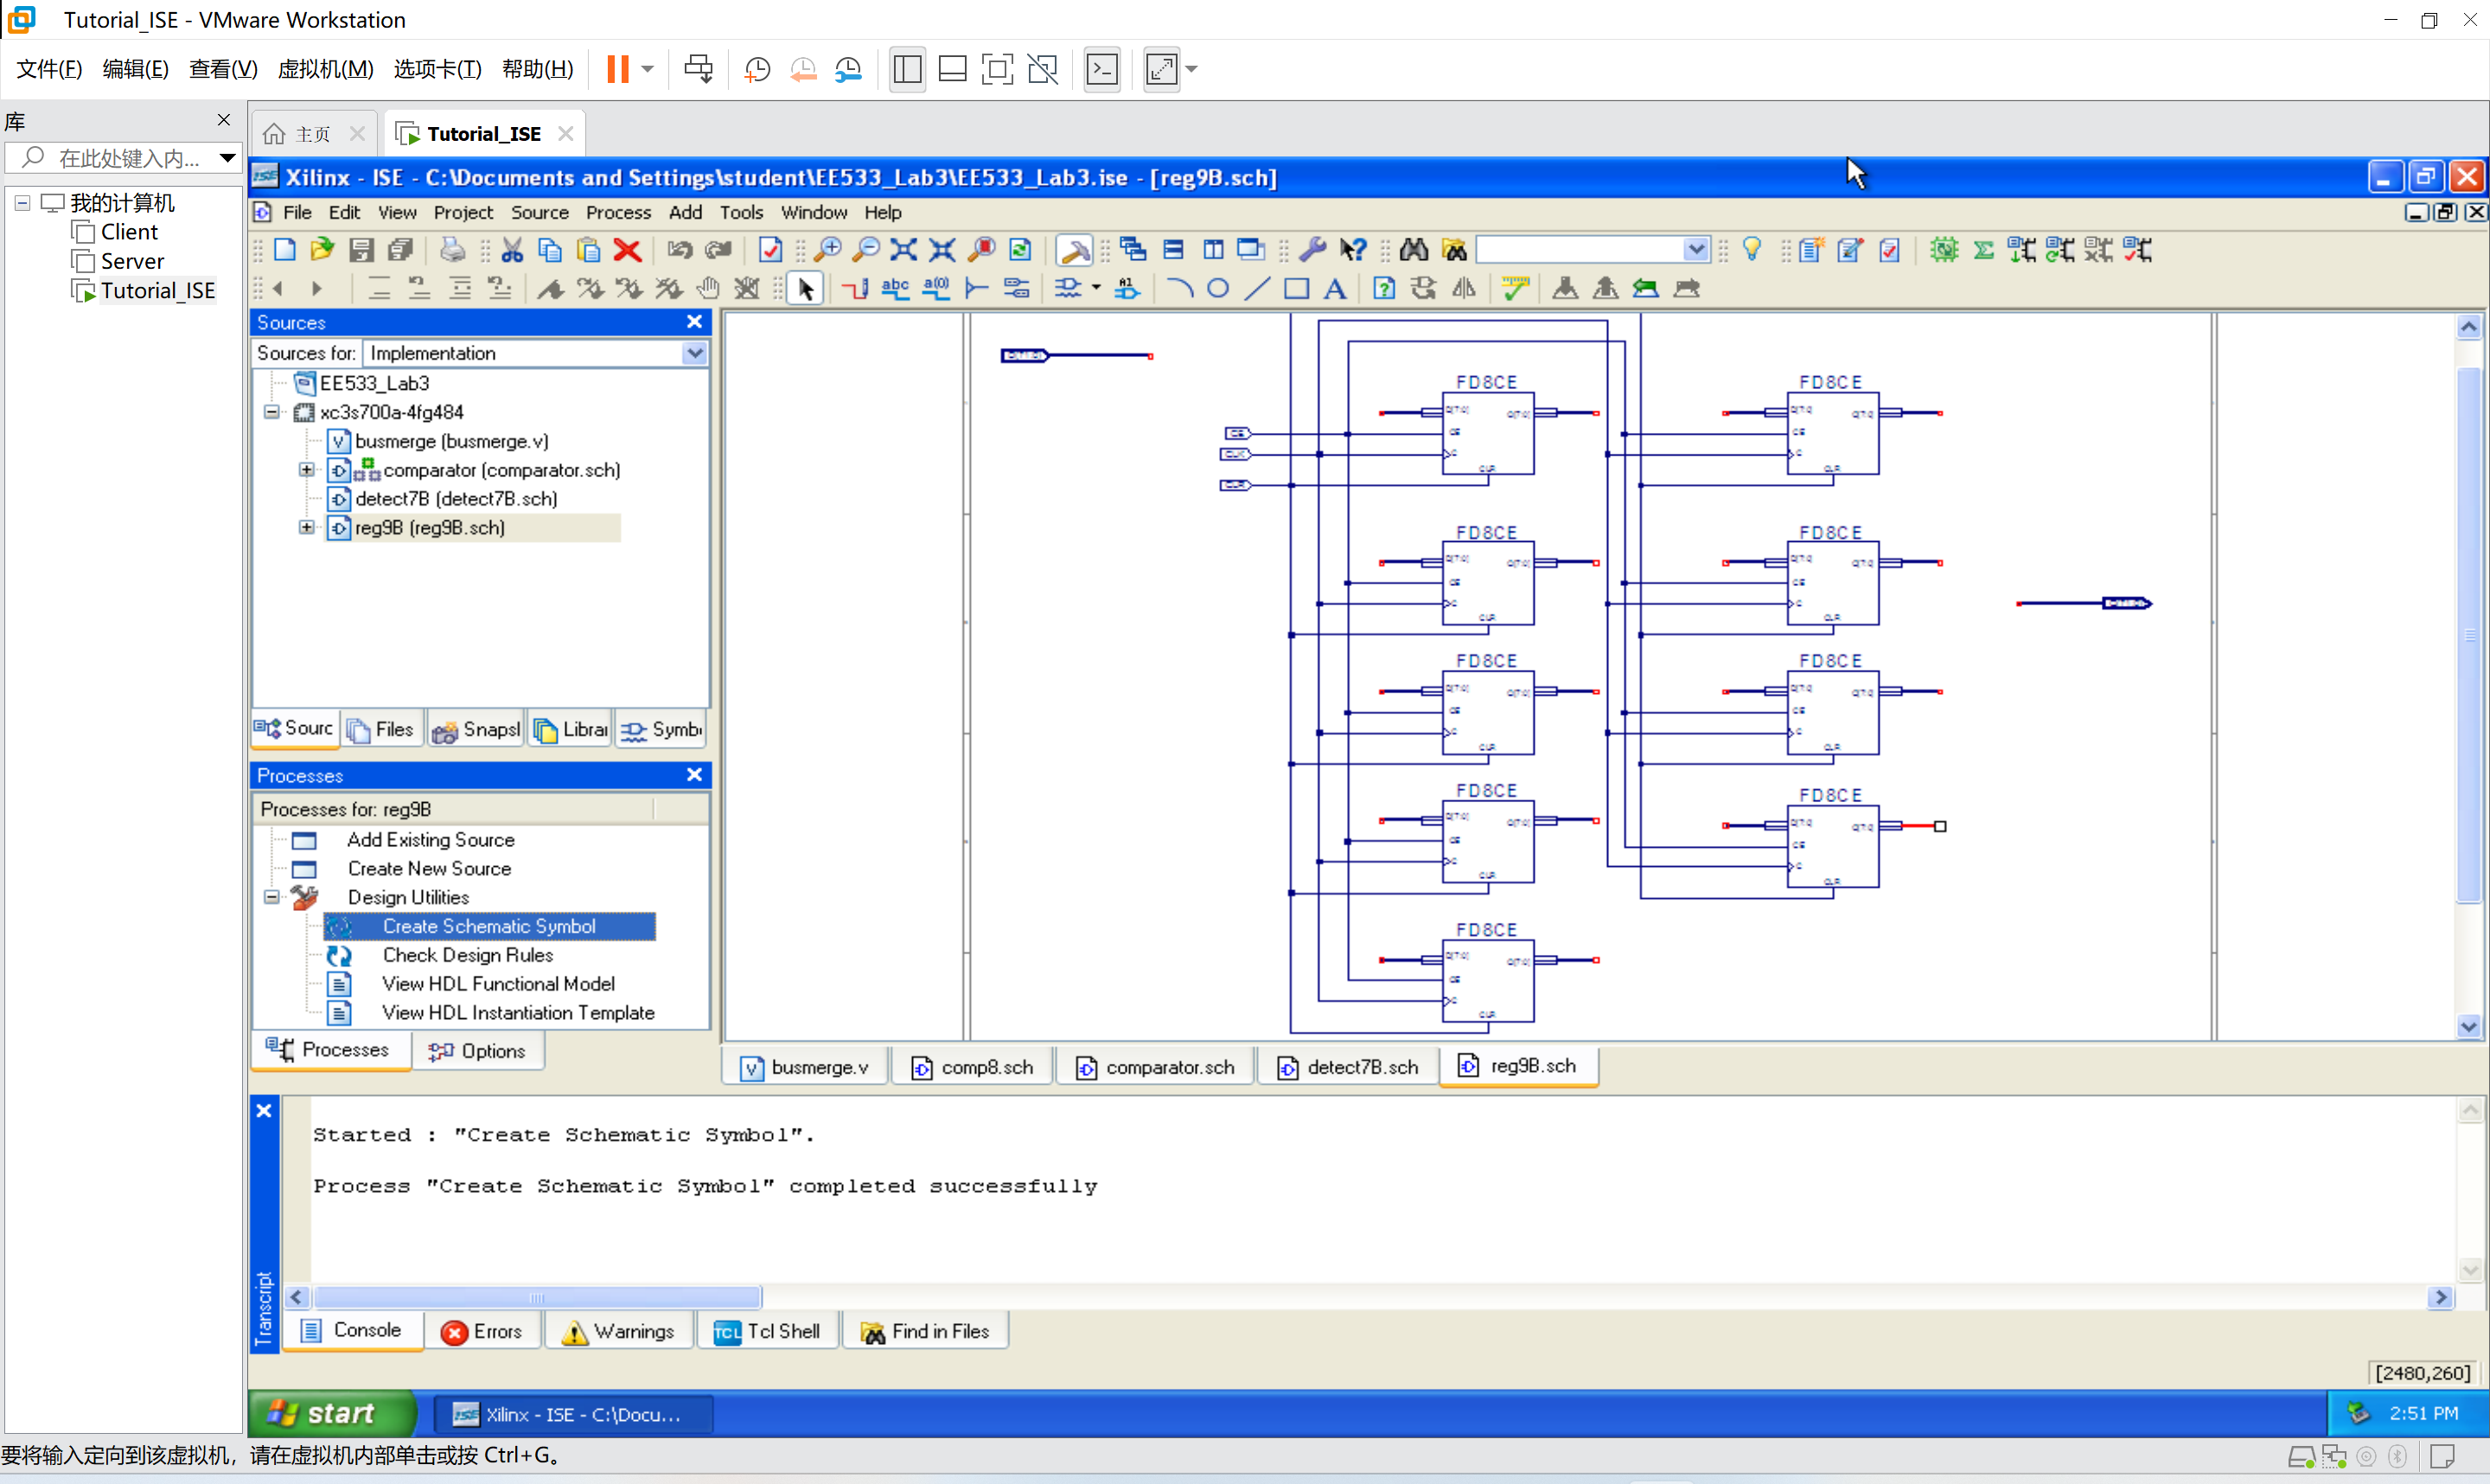 Tutorial_ISE - VMware Workstation
文件(F) 编辑(E) 查看(V) 虚拟机(M) 选项卡(T) 帮助(H)
库
在此处键入内...
我的计算机
Client
Server
Tutorial_ISE
主页
Tutorial_ISE
Xilinx - ISE - C:\Documents and Settings\student\EE533_Lab3\EE533_Lab3.ise - [reg9B.sch]
File Edit View Project Source Process Add Tools Window Help
Sources
Sources for: Implementation
EE533_Lab3
xc3s700a-4fg484
busmerge (busmerge.v)
comparator (comparator.sch)
detect7B (detect7B.sch)
reg9B (reg9B.sch)
Sourc Files Snapsl Librai Symb
Processes
Processes for: reg9B
Add Existing Source
Create New Source
Design Utilities
Create Schematic Symbol
Check Design Rules
View HDL Functional Model
View HDL Instantiation Template
Processes Options
FD8CE FD8CE
CE
CLK
CLR
FD8CE FD8CE
FD8CE FD8CE
FD8CE FD8CE
FD8CE
busmerge.v comp8.sch comparator.sch detect7B.sch reg9B.sch
Started : "Create Schematic Symbol".
Process "Create Schematic Symbol" completed successfully
Transcript
Console Errors Warnings Tcl Shell Find in Files
[2480,260]
start Xilinx - ISE - C:\Docu... 2:51 PM
要将输入定向到该虚拟机，请在虚拟机内部单击或按 Ctrl+G。